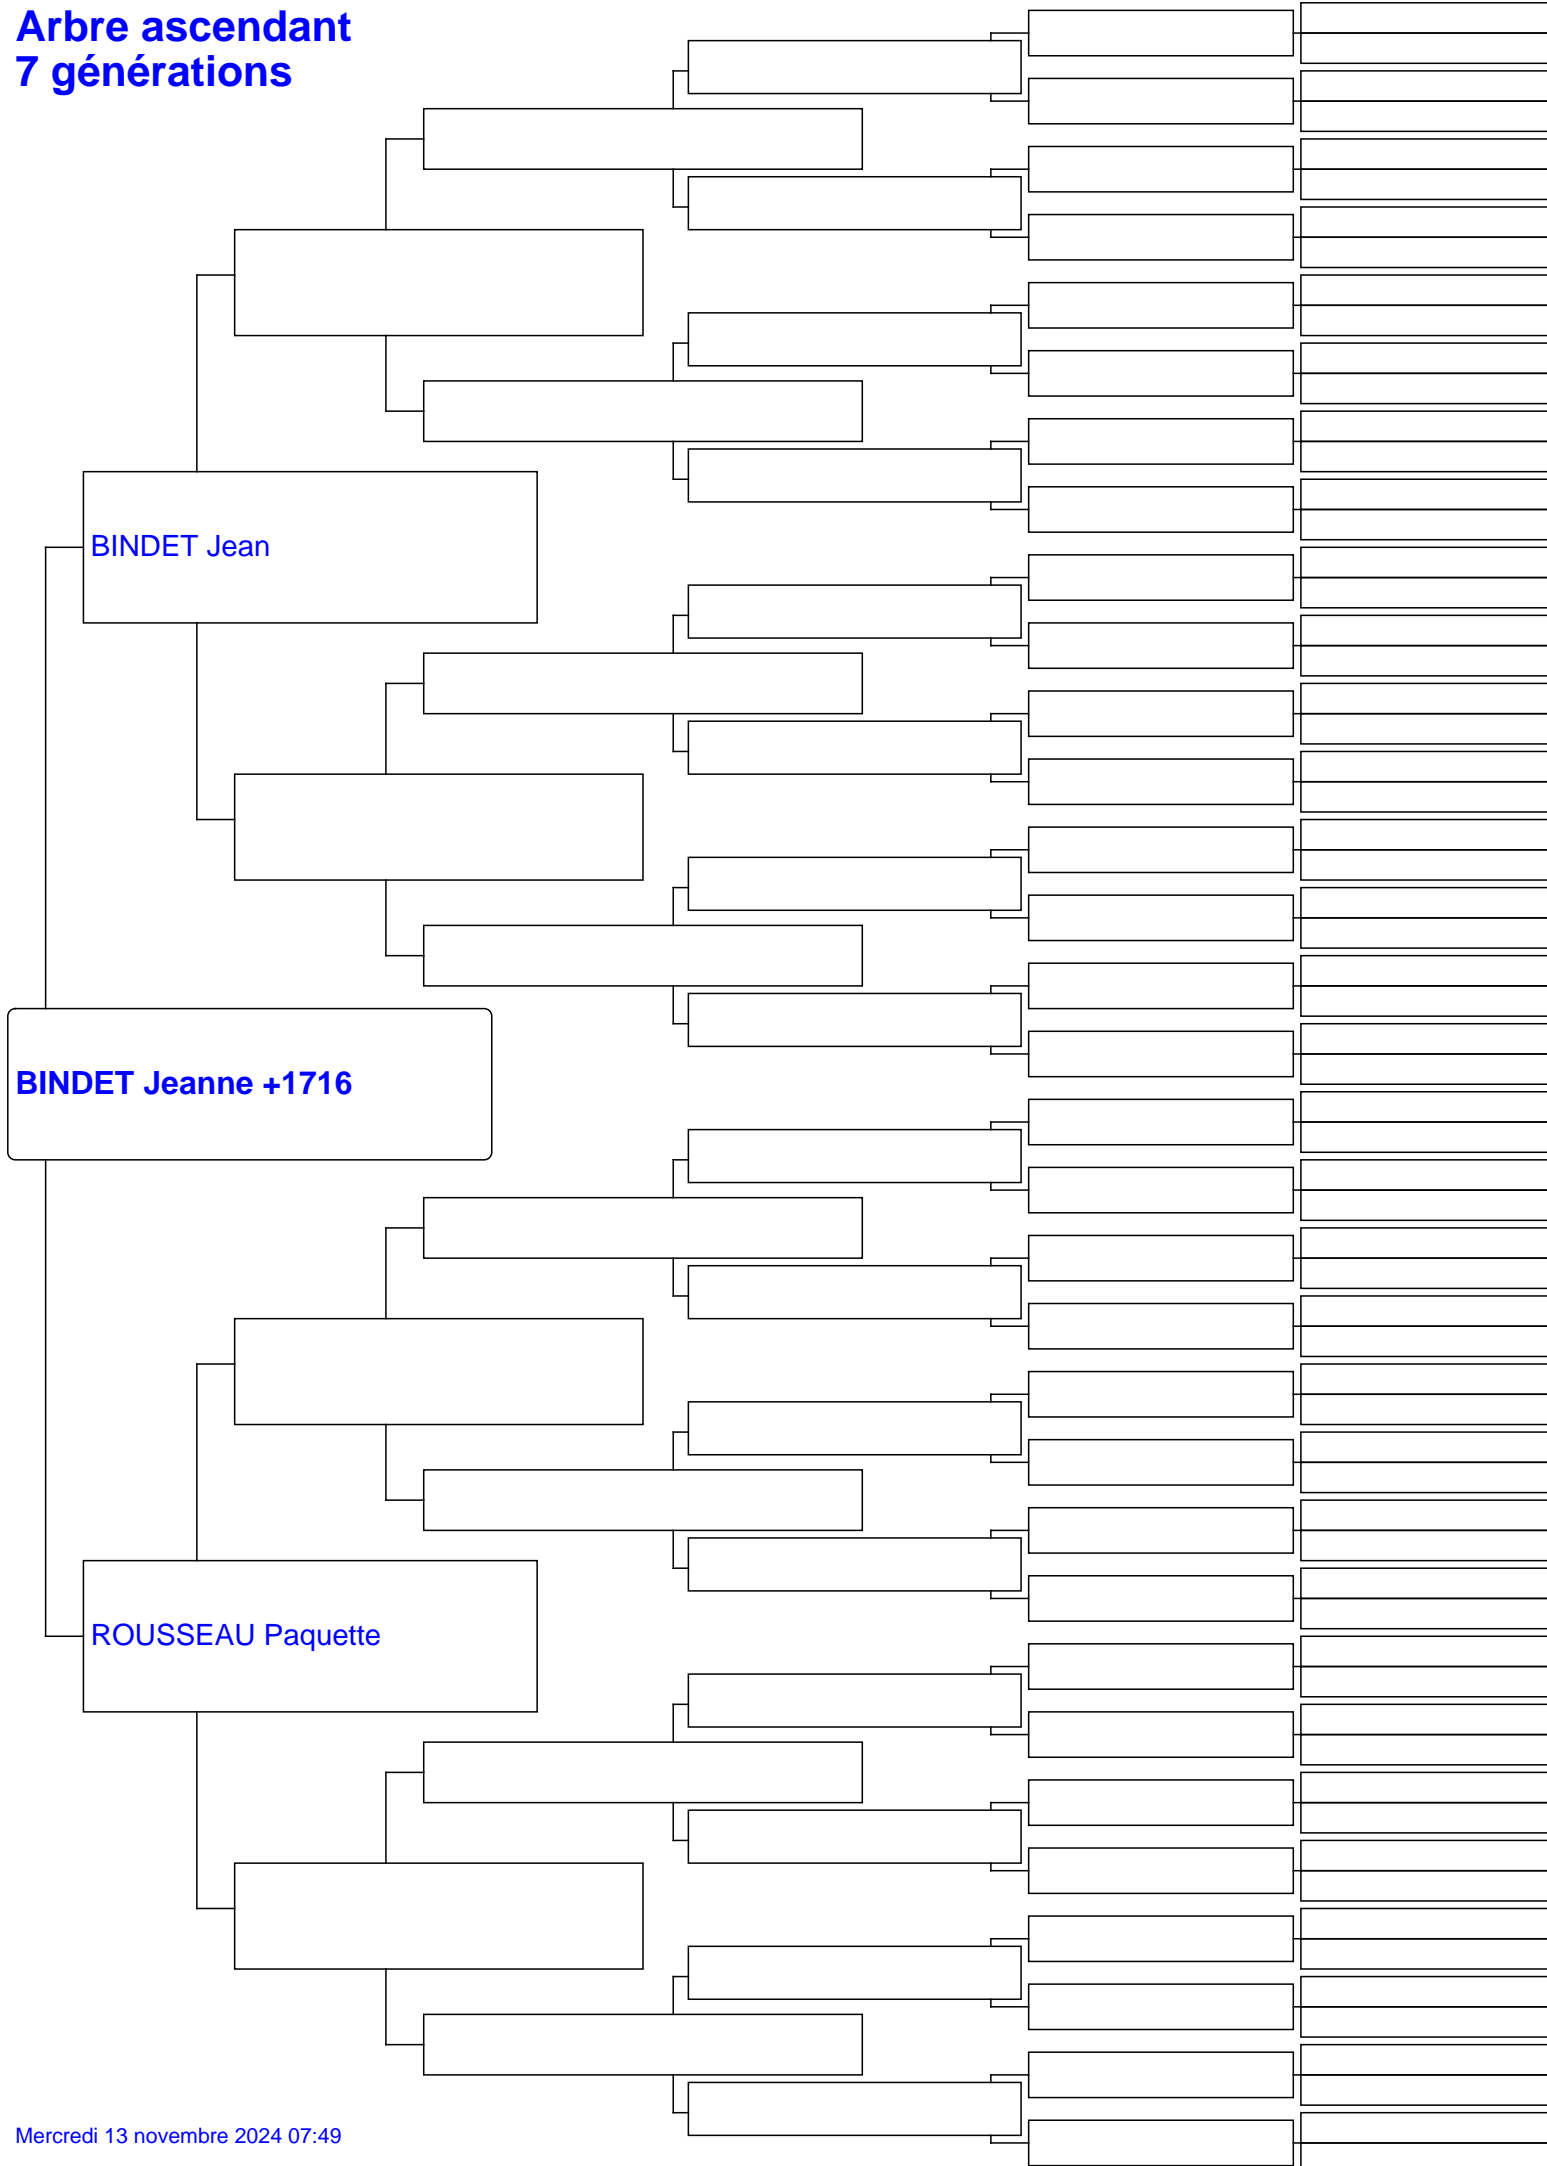 Arbre ascendant
7 générations
BINDET Jean
BINDET Jeanne +1716
ROUSSEAU Paquette
Mercredi 13 novembre 2024 07:49